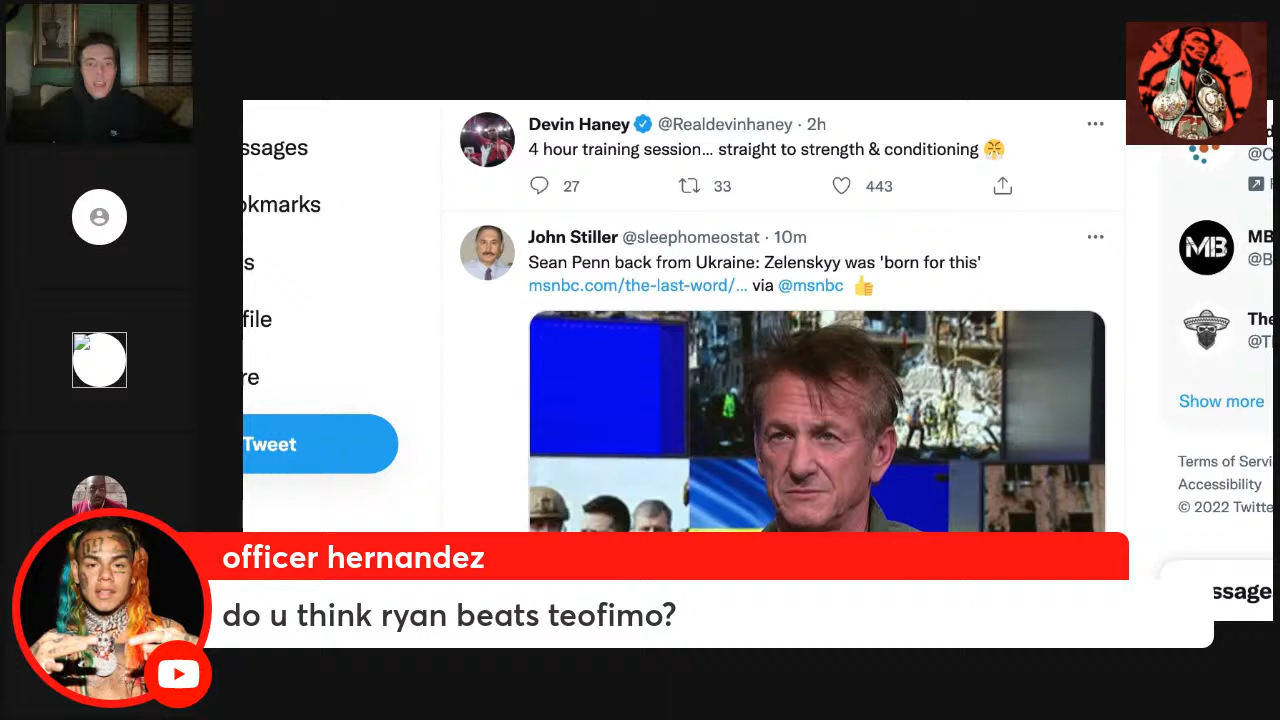 ssages
okmarks
s
file
re
Tweet
Devin Haney @Realdevinhaney · 2h
4 hour training session... straight to strength & conditioning 😤
27 33 443
John Stiller @sleephomeostat · 10m
Sean Penn back from Ukraine: Zelenskyy was 'born for this'
msnbc.com/the-last-word/... via @msnbc 👍
@C
MB
MB
@B
The
@T
Show more
Terms of Servi
Accessibility
© 2022 Twitte
ssage
officer hernandez
do u think ryan beats teofimo?